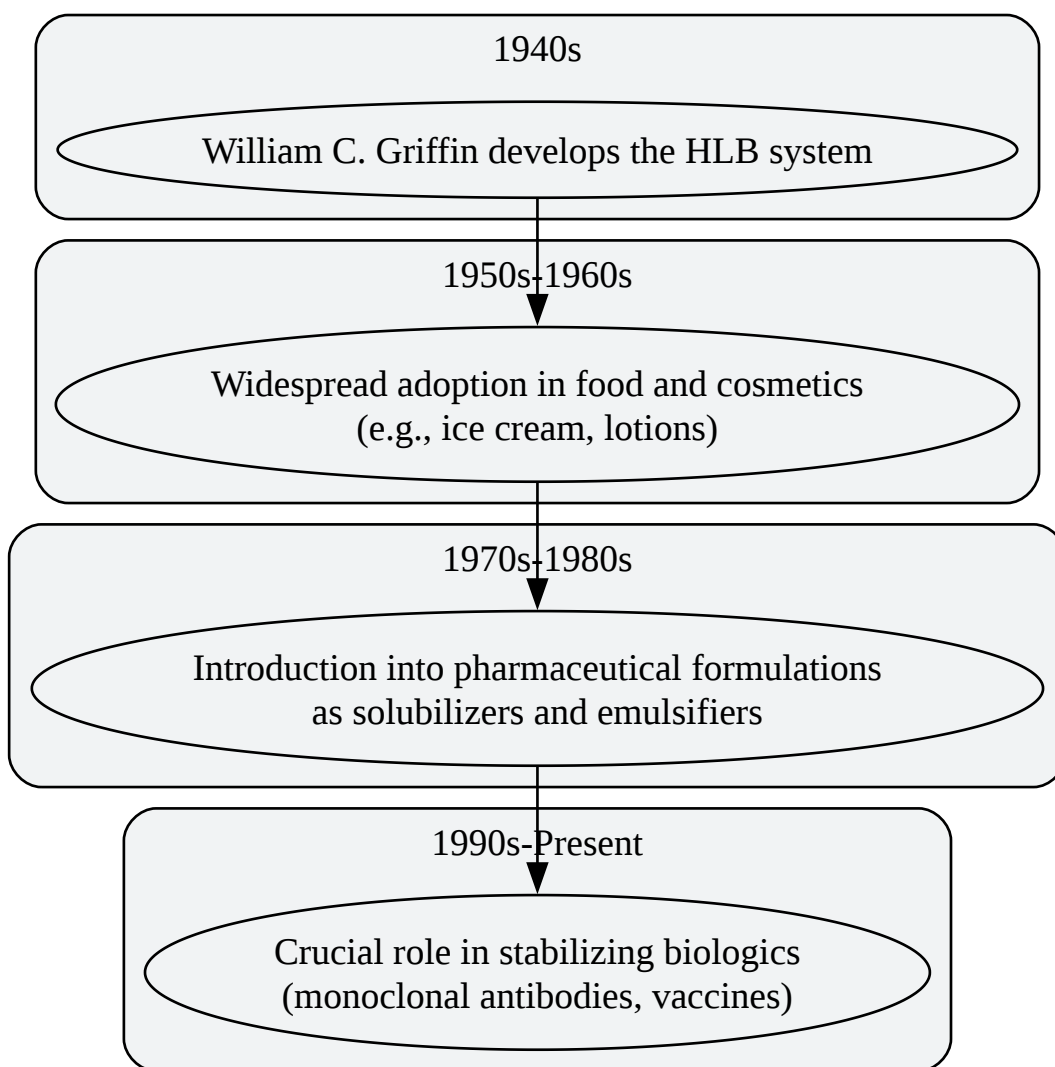 1940s
William C. Griffin develops the HLB system
1950s-1960s
Widespread adoption in food and cosmetics
(e.g., ice cream, lotions)
1970s-1980s
Introduction into pharmaceutical formulations
as solubilizers and emulsifiers
1990s-Present
Crucial role in stabilizing biologics
(monoclonal antibodies, vaccines)